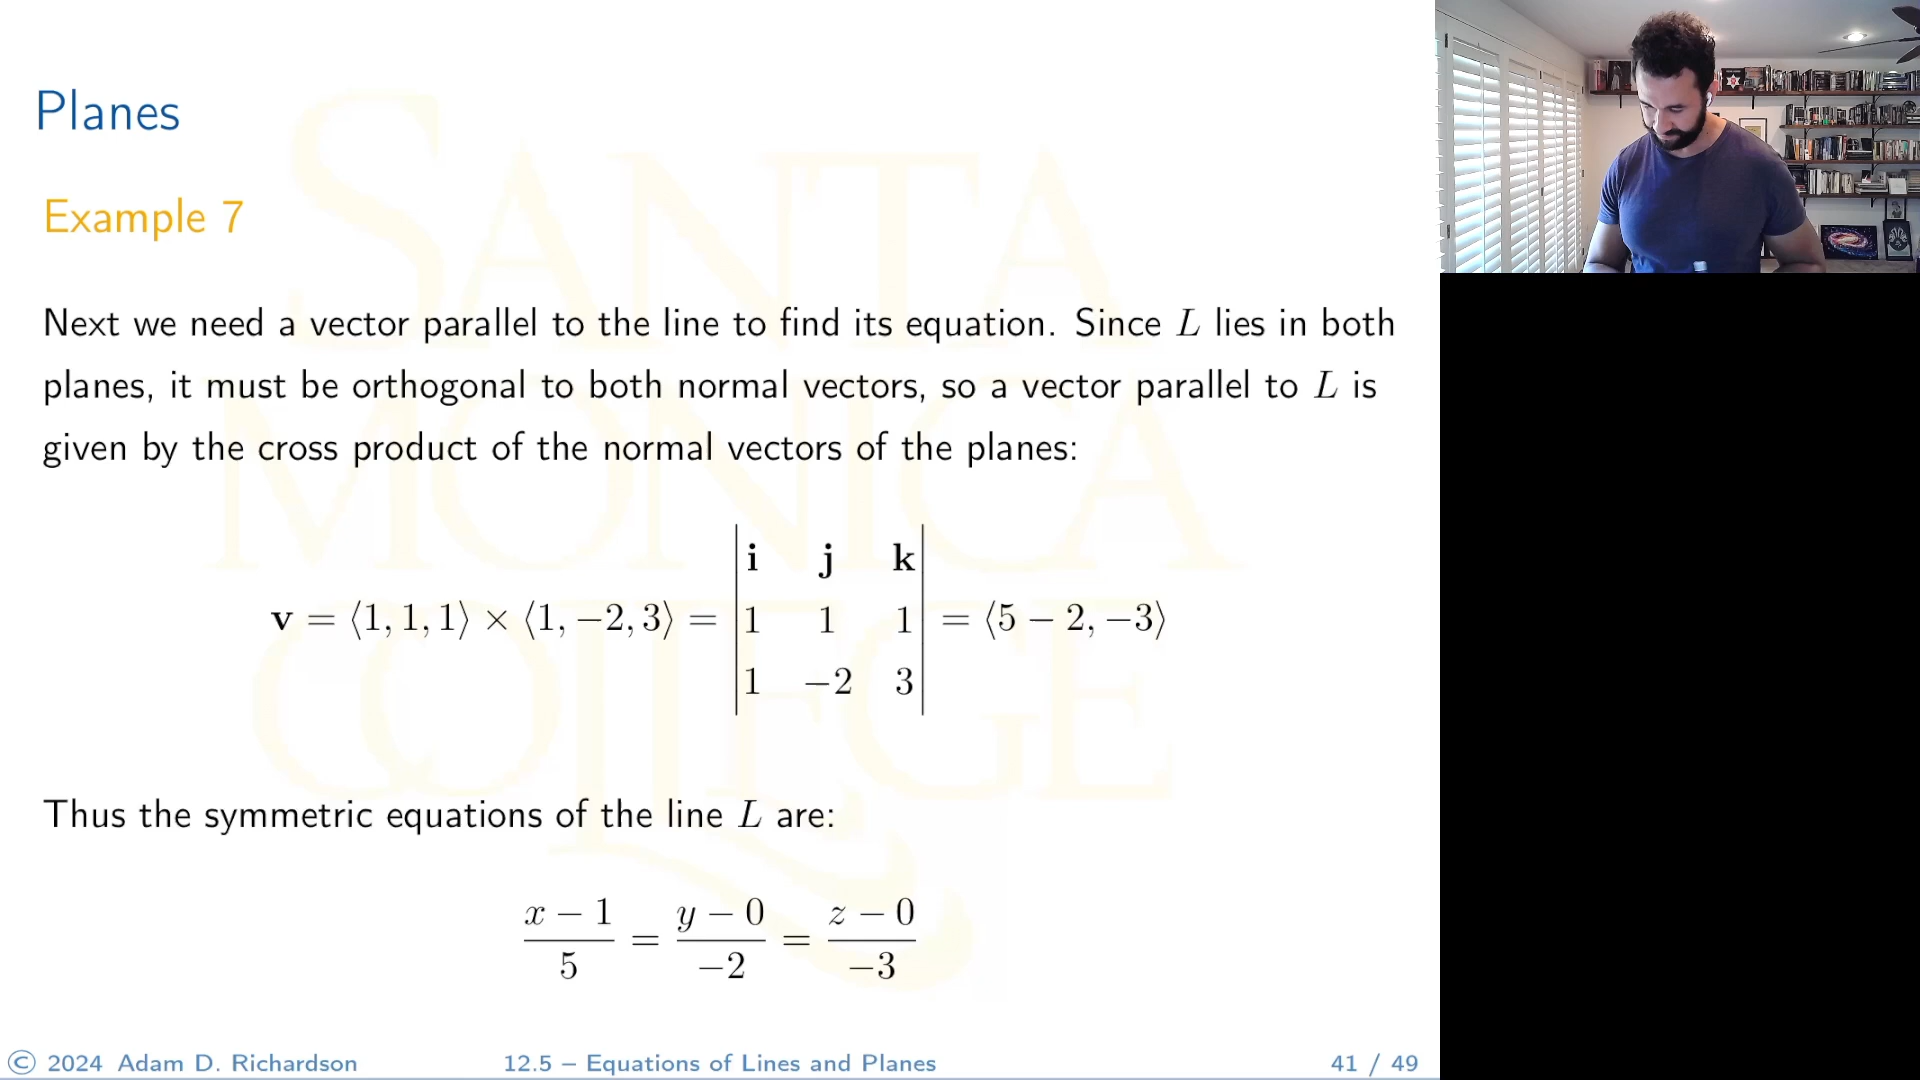 Planes
Example 7
Next we need a vector parallel to the line to find its equation. Since L lies in both
planes, it must be orthogonal to both normal vectors, so a vector parallel to L is
given by the cross product of the normal vectors of the planes:
v = ⟨1, 1, 1⟩ × ⟨1, −2, 3⟩ = |i j k; 1 1 1; 1 −2 3| = ⟨5 − 2, −3⟩
Thus the symmetric equations of the line L are:
(x − 1)/5 = (y − 0)/−2 = (z − 0)/−3
© 2024 Adam D. Richardson 12.5 – Equations of Lines and Planes 41 / 49
SANTA
MONICA
COLLEGE